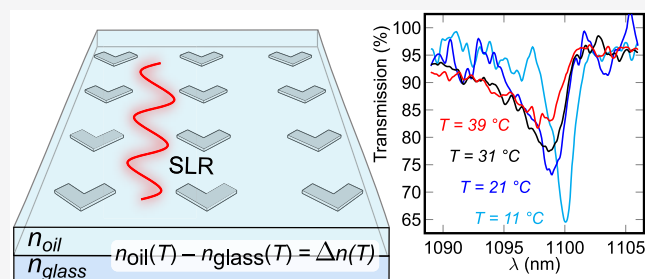 SLR
n_oil
n_glass
n_oil(T) – n_glass(T) = Δn(T)
Transmission (%)
100
95
90
85
80
75
70
65
T = 39 °C
T = 31 °C
T = 21 °C
T = 11 °C
1090
1095
1100
1105
λ (nm)